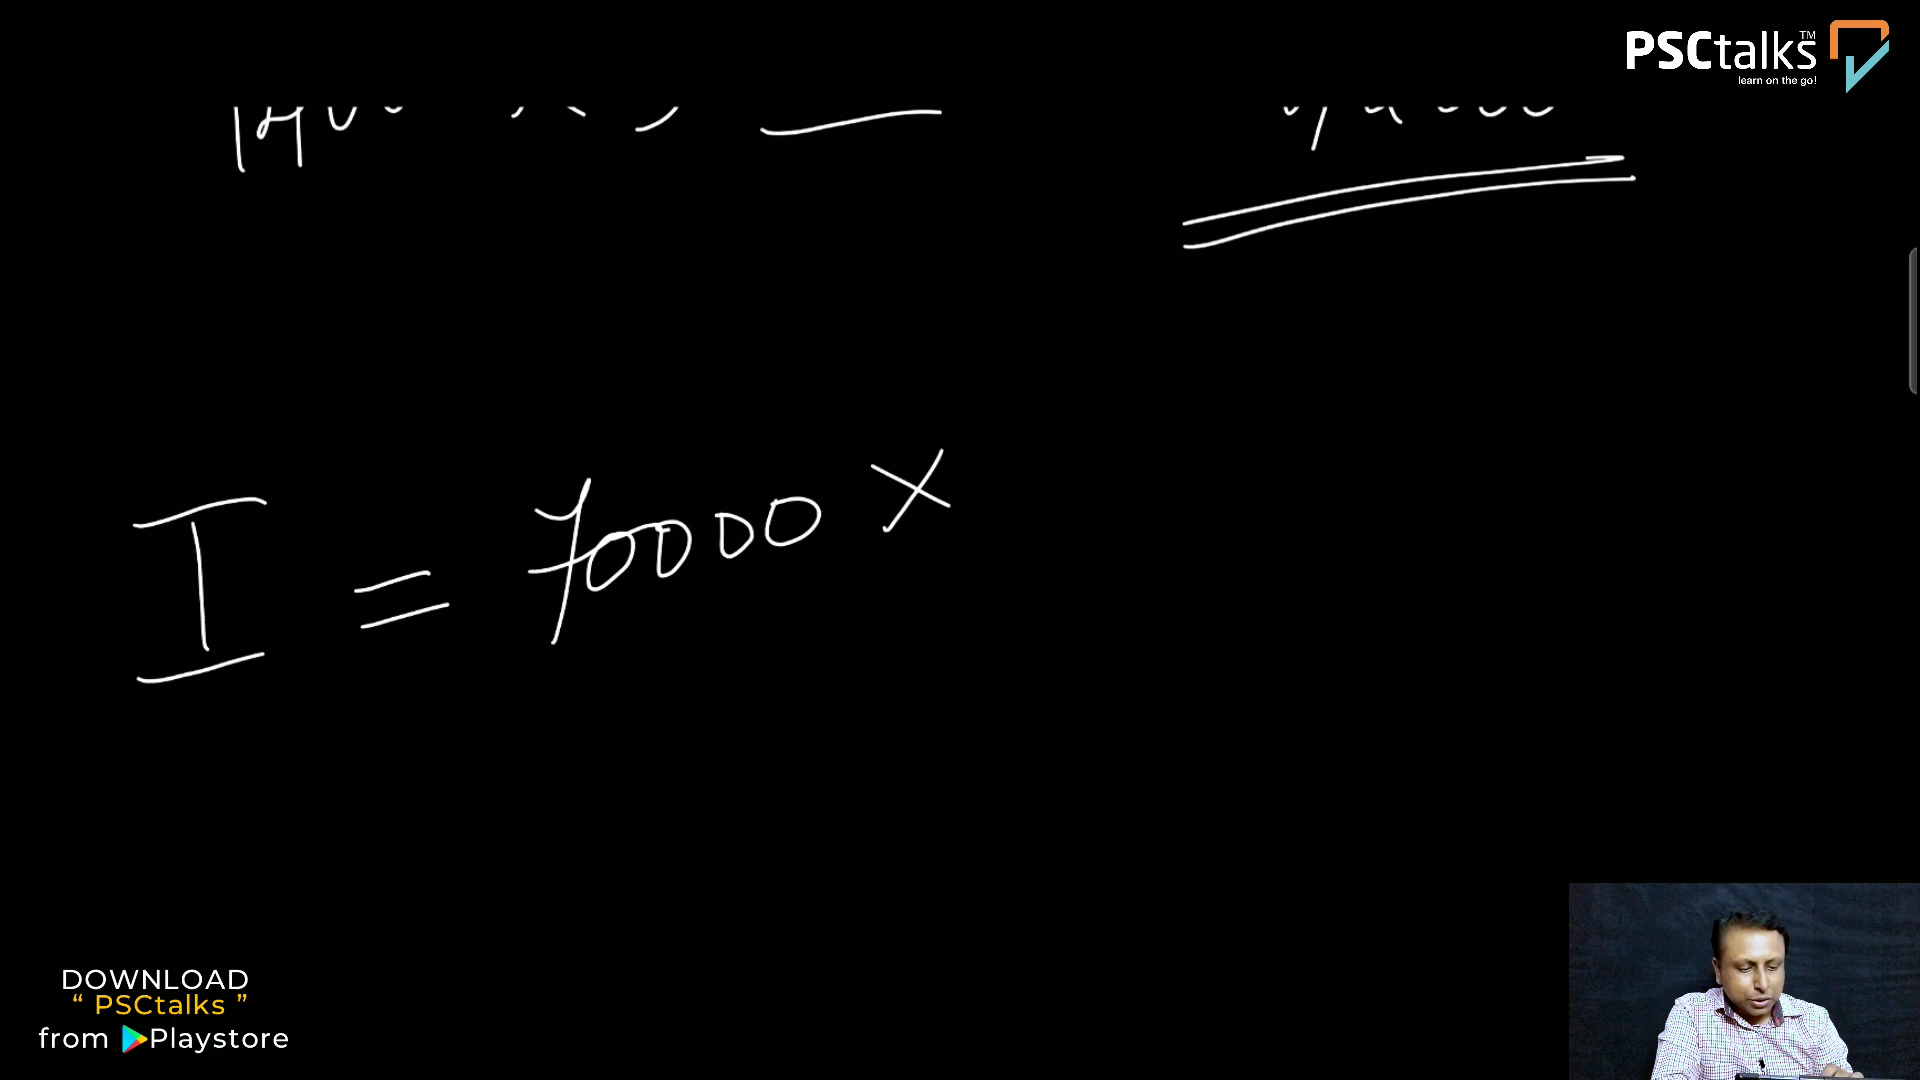 PSCtalks™
learn on the go!
I = 70000 ×
DOWNLOAD
“ PSCtalks ”
from Playstore